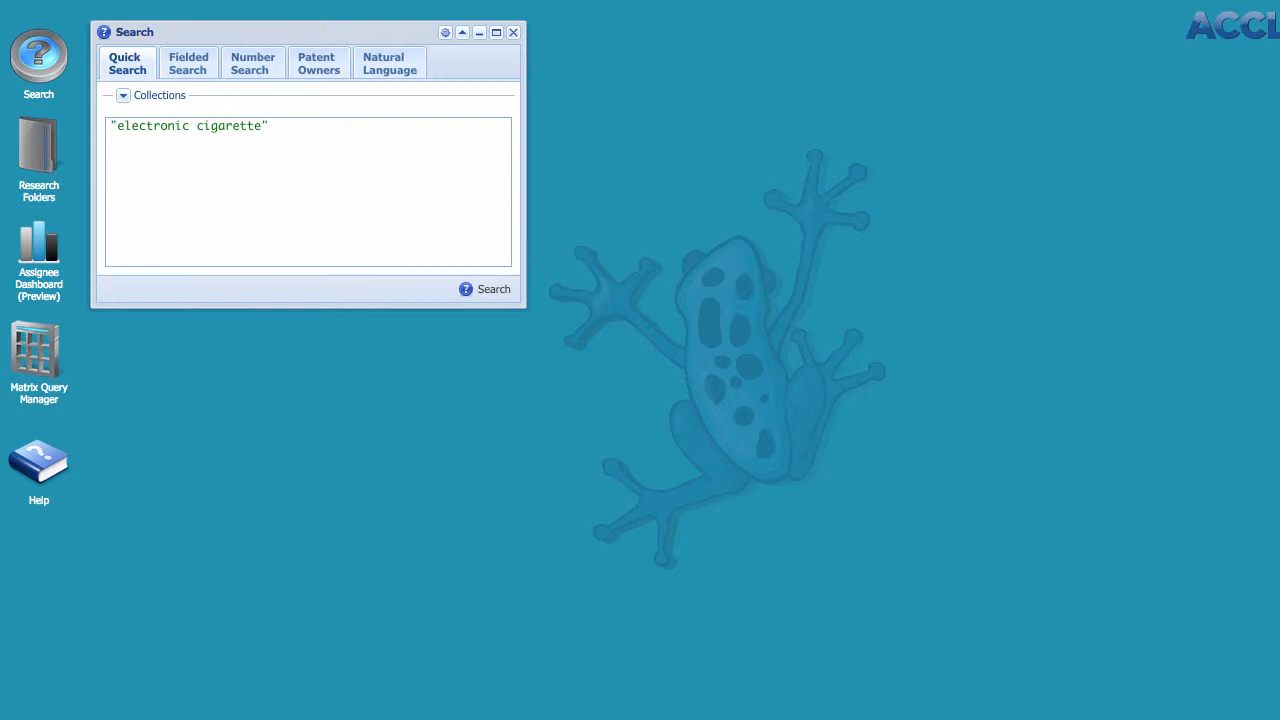 Search
Quick Search
Fielded Search
Number Search
Patent Owners
Natural Language
Collections
"electronic cigarette"
Search
Search
Research Folders
Assignee Dashboard (Preview)
Matrix Query Manager
Help
ACCL